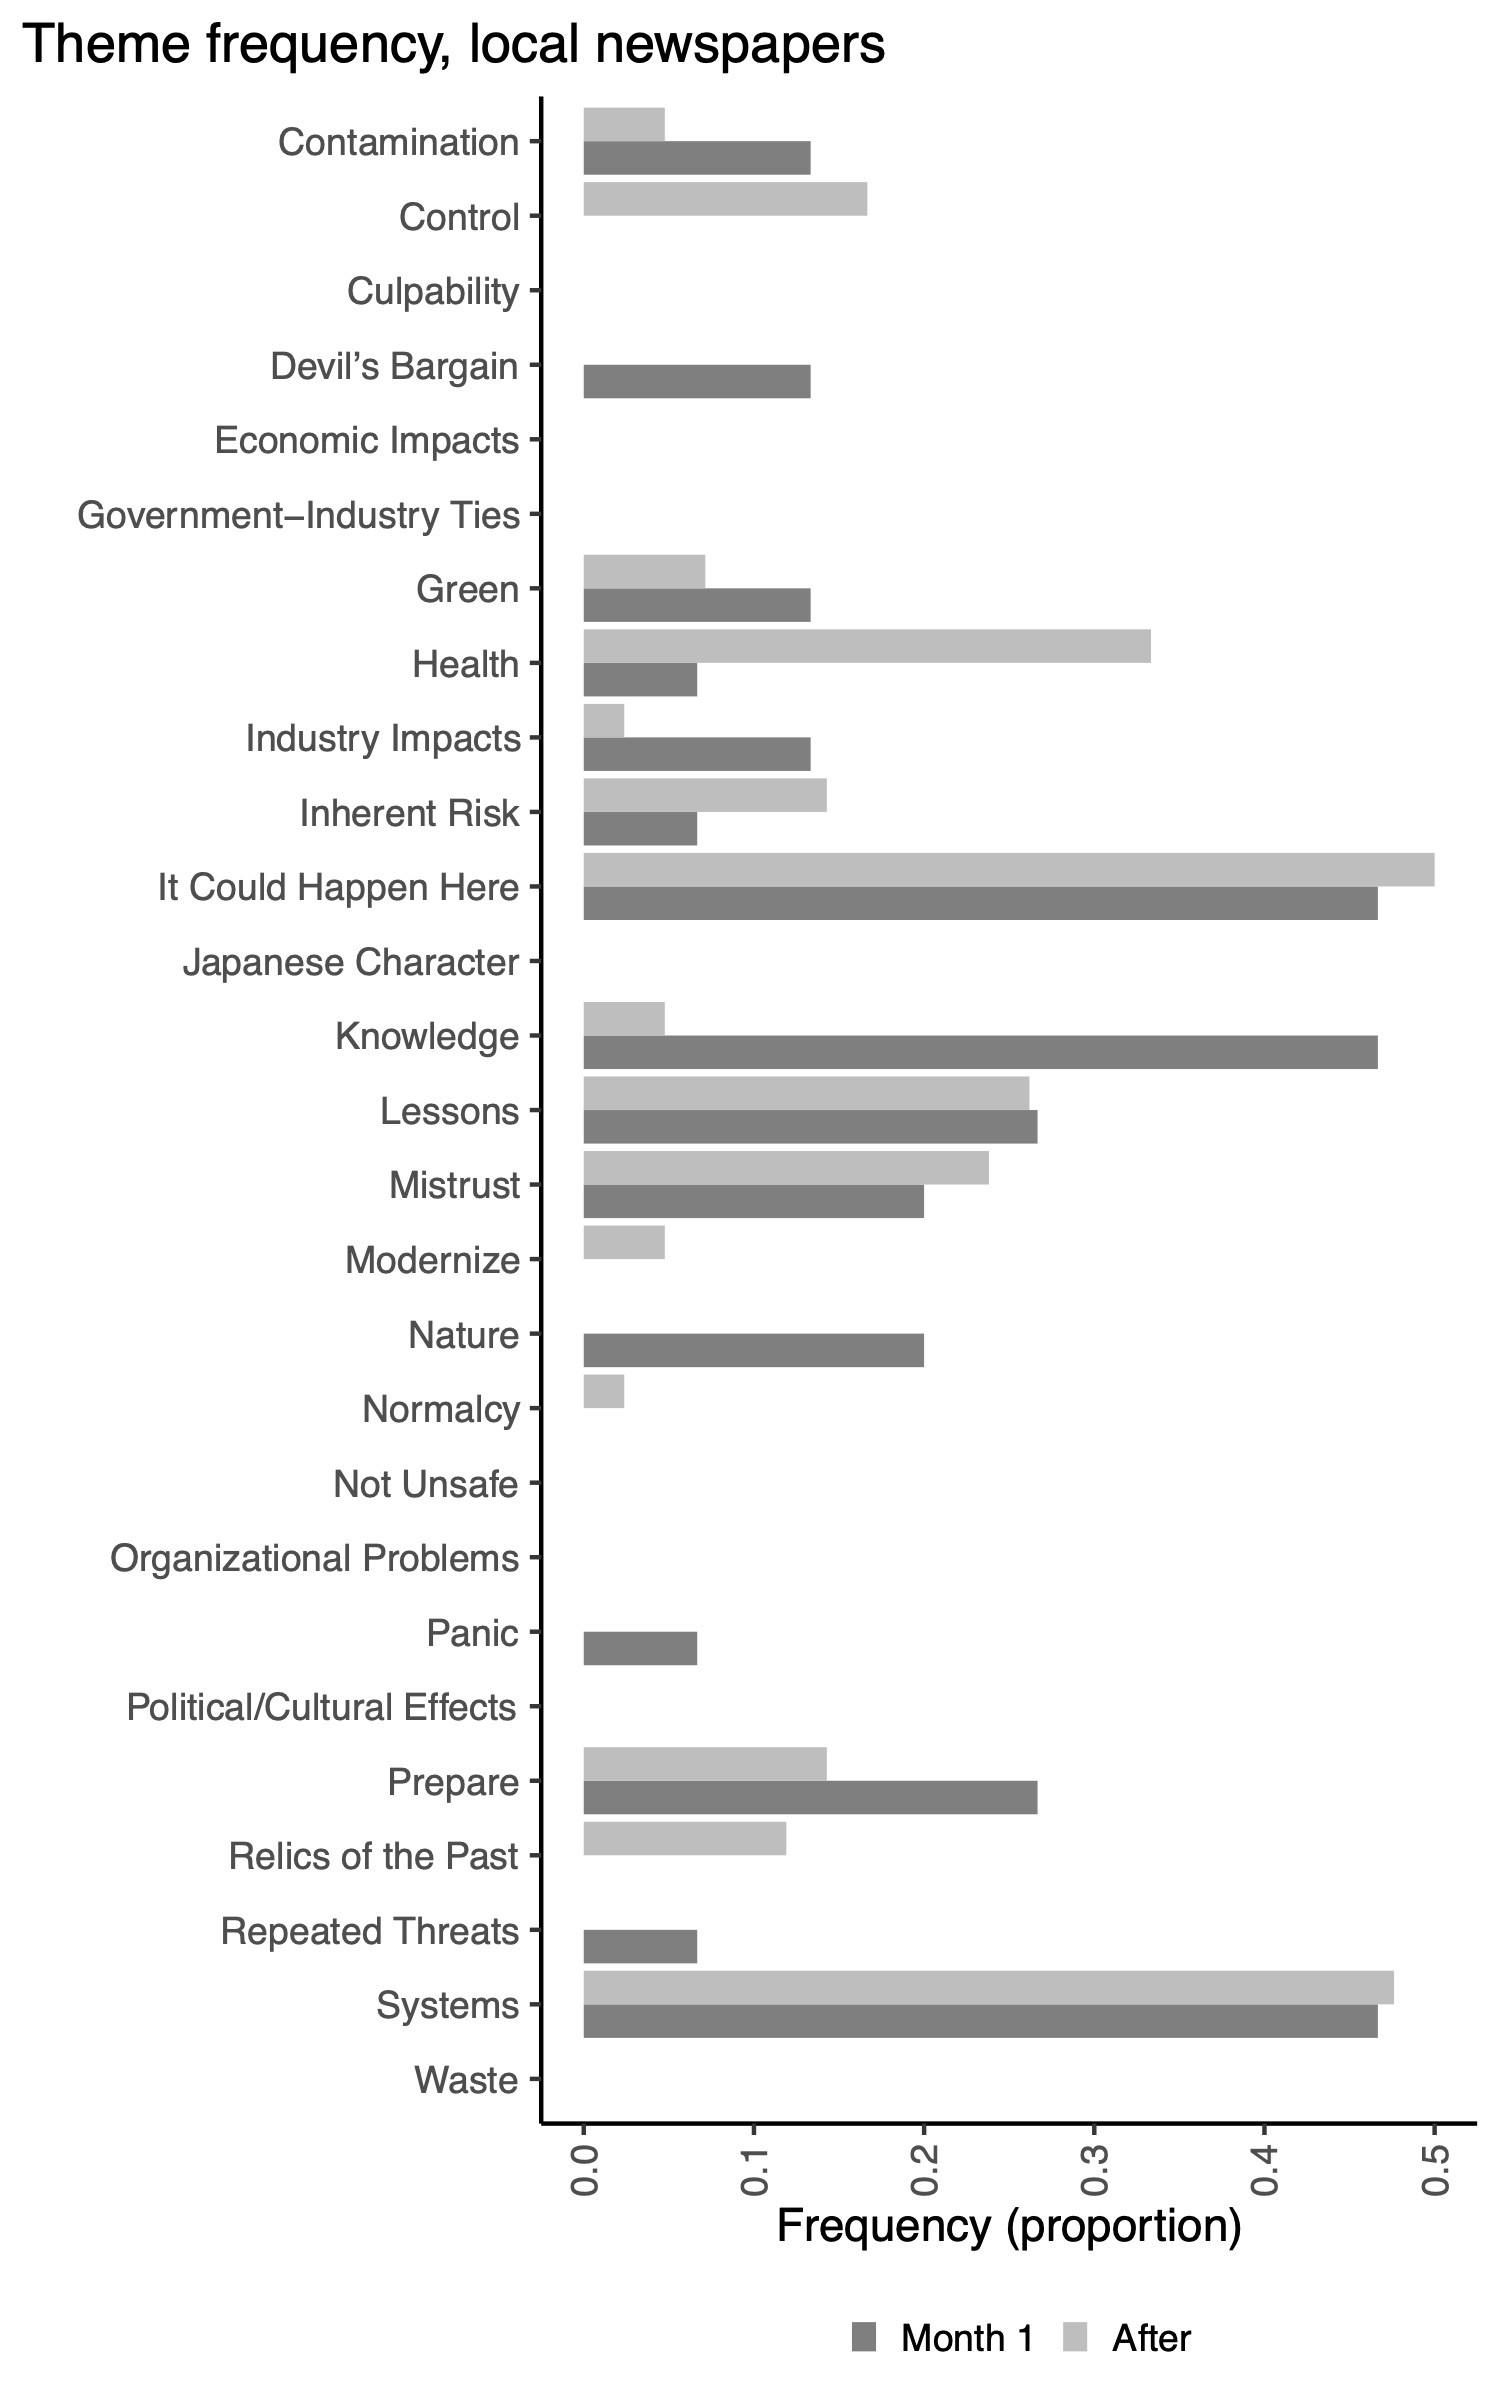 Theme frequency, local newspapers
Contamination
Control
Culpability
Devil’s Bargain
Economic Impacts
Government–Industry Ties
Green
Health
Industry Impacts
Inherent Risk
It Could Happen Here
Japanese Character
Knowledge
Lessons
Mistrust
Modernize
Nature
Normalcy
Not Unsafe
Organizational Problems
Panic
Political/Cultural Effects
Prepare
Relics of the Past
Repeated Threats
Systems
Waste
0.0 0.1 0.2 0.3 0.4 0.5
Frequency (proportion)
Month 1 After